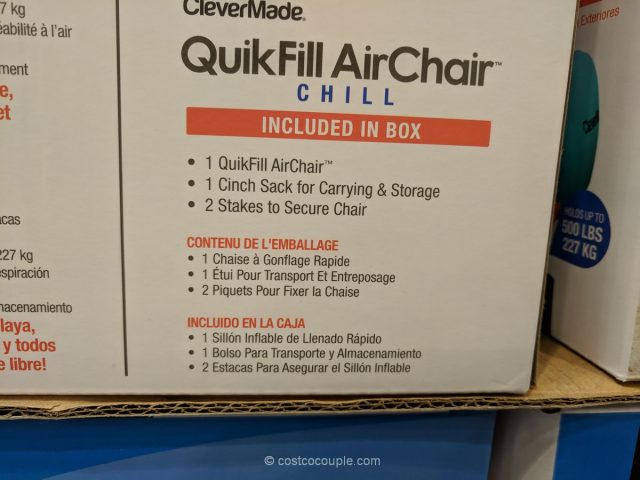 7 kg
abilité à l'air
ment
e,
et
acas
227 kg
espiración
macenamiento
laya,
y todos
e libre!
CleverMade.
QuikFill AirChair™
CHILL
INCLUDED IN BOX
• 1 QuikFill AirChair™
• 1 Cinch Sack for Carrying & Storage
• 2 Stakes to Secure Chair
CONTENU DE L'EMBALLAGE
• 1 Chaise à Gonflage Rapide
• 1 Étui Pour Transport Et Entreposage
• 2 Piquets Pour Fixer la Chaise
INCLUIDO EN LA CAJA
• 1 Sillón Inflable de Llenado Rápido
• 1 Bolso Para Transporte y Almacenamiento
• 2 Estacas Para Asegurar el Sillón Inflable
Exteriores
CleverMade
HOLDS UP TO
500 LBS
227 KG
© costcocouple.com